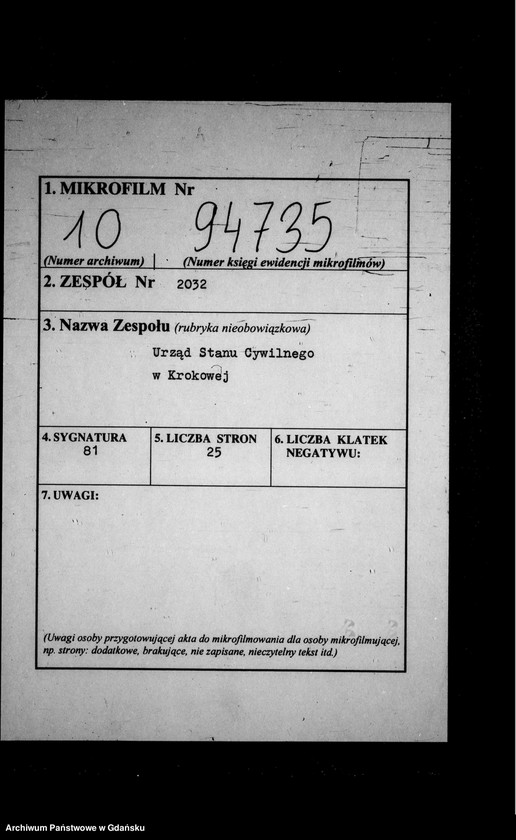 1. MIKROFILM Nr
10 94735
(Numer archiwum) (Numer księgi ewidencji mikrofilmów)
2. ZESPÓŁ Nr 2032
3. Nazwa Zespołu (rubryka nieobowiązkowa)
Urząd Stanu Cywilnego
w Krokowej
4. SYGNATURA
81
5. LICZBA STRON
25
6. LICZBA KLATEK
NEGATYWU:
7. UWAGI:
(Uwagi osoby przygotowującej akta do mikrofilmowania dla osoby mikrofilmującej,
np. strony: dodatkowe, brakujące, nie zapisane, nieczytelny tekst itd.)
Archiwum Państwowe w Gdańsku